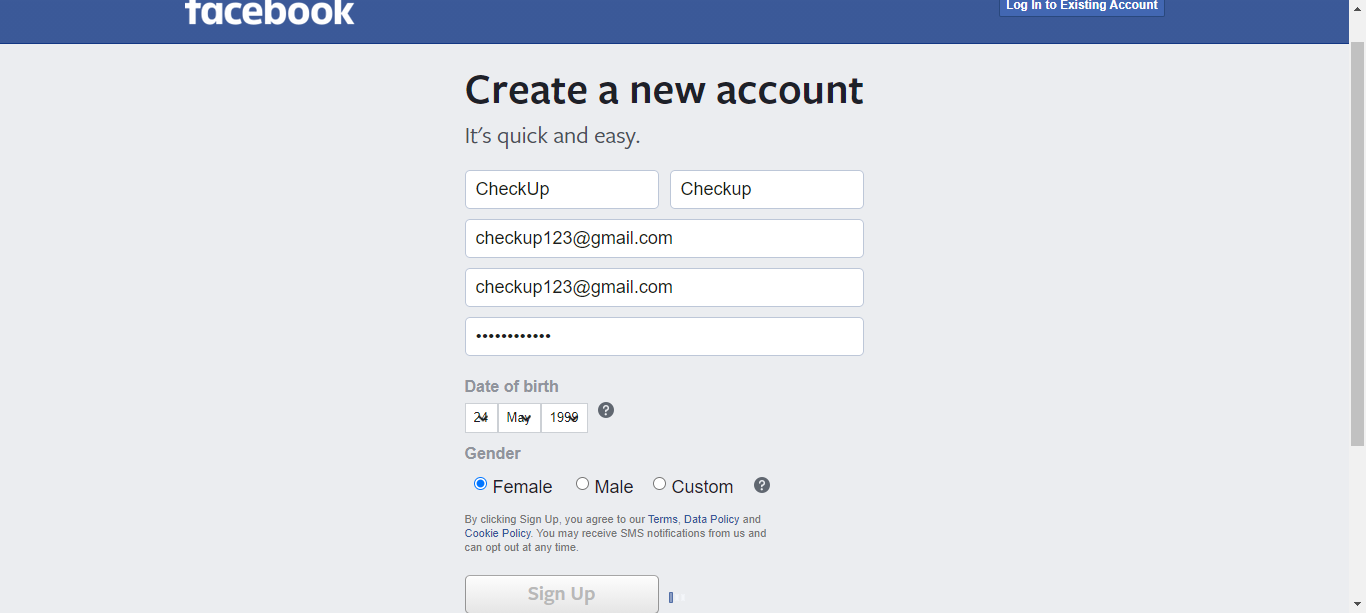 facebook
Log In to Existing Account
Create a new account
It's quick and easy.
CheckUp Checkup
checkup123@gmail.com
checkup123@gmail.com
••••••••••••
Date of birth
24 May 1999 ?
Gender
Female Male Custom ?
By clicking Sign Up, you agree to our Terms, Data Policy and
Cookie Policy. You may receive SMS notifications from us and
can opt out at any time.
Sign Up